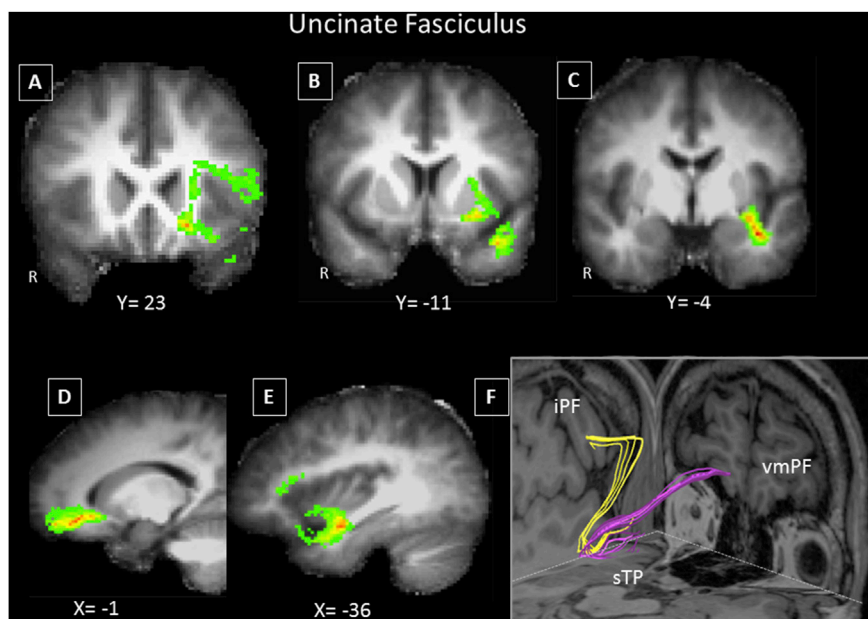 Uncinate Fasciculus
A
B
C
R
R
R
Y= 23
Y= -11
Y= -4
D
E
F
iPF
vmPF
sTP
X= -1
X= -36